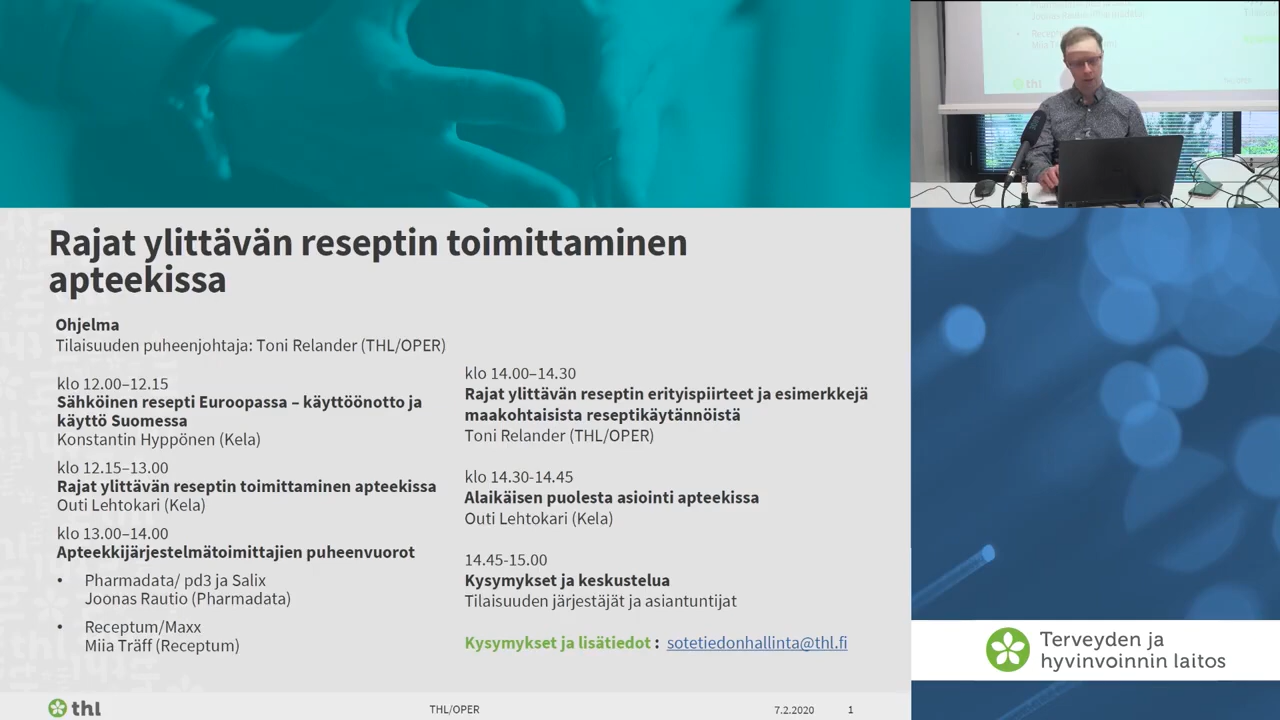 Rajat ylittävän reseptin toimittaminen
apteekissa
Ohjelma
Tilaisuuden puheenjohtaja: Toni Relander (THL/OPER)
klo 12.00–12.15
Sähköinen resepti Euroopassa – käyttöönotto ja
käyttö Suomessa
Konstantin Hyppönen (Kela)
klo 12.15–13.00
Rajat ylittävän reseptin toimittaminen apteekissa
Outi Lehtokari (Kela)
klo 13.00–14.00
Apteekkijärjestelmätoimittajien puheenvuorot
• Pharmadata/ pd3 ja Salix
Joonas Rautio (Pharmadata)
• Receptum/Maxx
Miia Träff (Receptum)
klo 14.00–14.30
Rajat ylittävän reseptin erityispiirteet ja esimerkkejä
maakohtaisista reseptikäytännöistä
Toni Relander (THL/OPER)
klo 14.30-14.45
Alaikäisen puolesta asiointi apteekissa
Outi Lehtokari (Kela)
14.45-15.00
Kysymykset ja keskustelua
Tilaisuuden järjestäjät ja asiantuntijat
Kysymykset ja lisätiedot : sotetiedonhallinta@thl.fi
thl
THL/OPER
7.2.2020
1
thl
Terveyden ja
hyvinvoinnin laitos